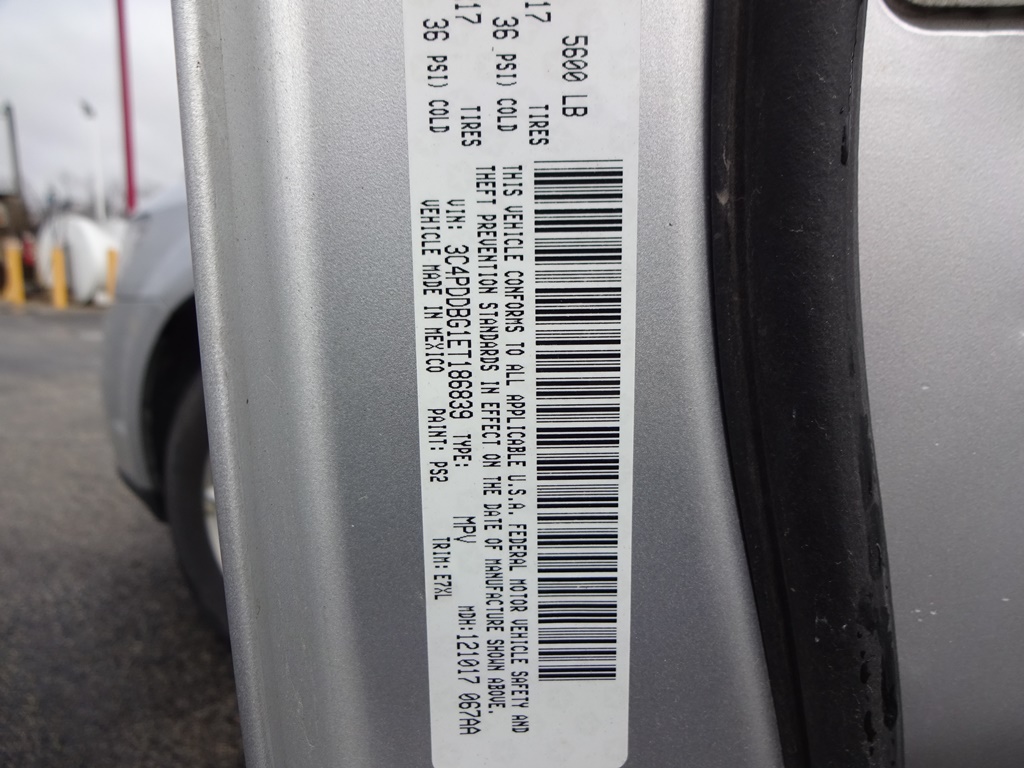 5600 LB
17 TIRES
36 PSI) COLD
17 TIRES
36 PSI) COLD
THIS VEHICLE CONFORMS TO ALL APPLICABLE U.S.A. FEDERAL MOTOR VEHICLE SAFETY AND
THEFT PREVENTION STANDARDS IN EFFECT ON THE DATE OF MANUFACTURE SHOWN ABOVE.
VIN: 3C4PDDBG1ET186839 TYPE: MPV MDH:121017 067AA
VEHICLE MADE IN MEXICO PAINT: PS2 TRIM: E7XL